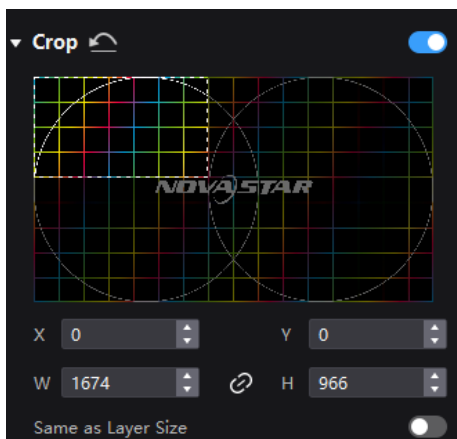 Crop
NOVASTAR
X 0 Y 0
W 1674 H 966
Same as Layer Size